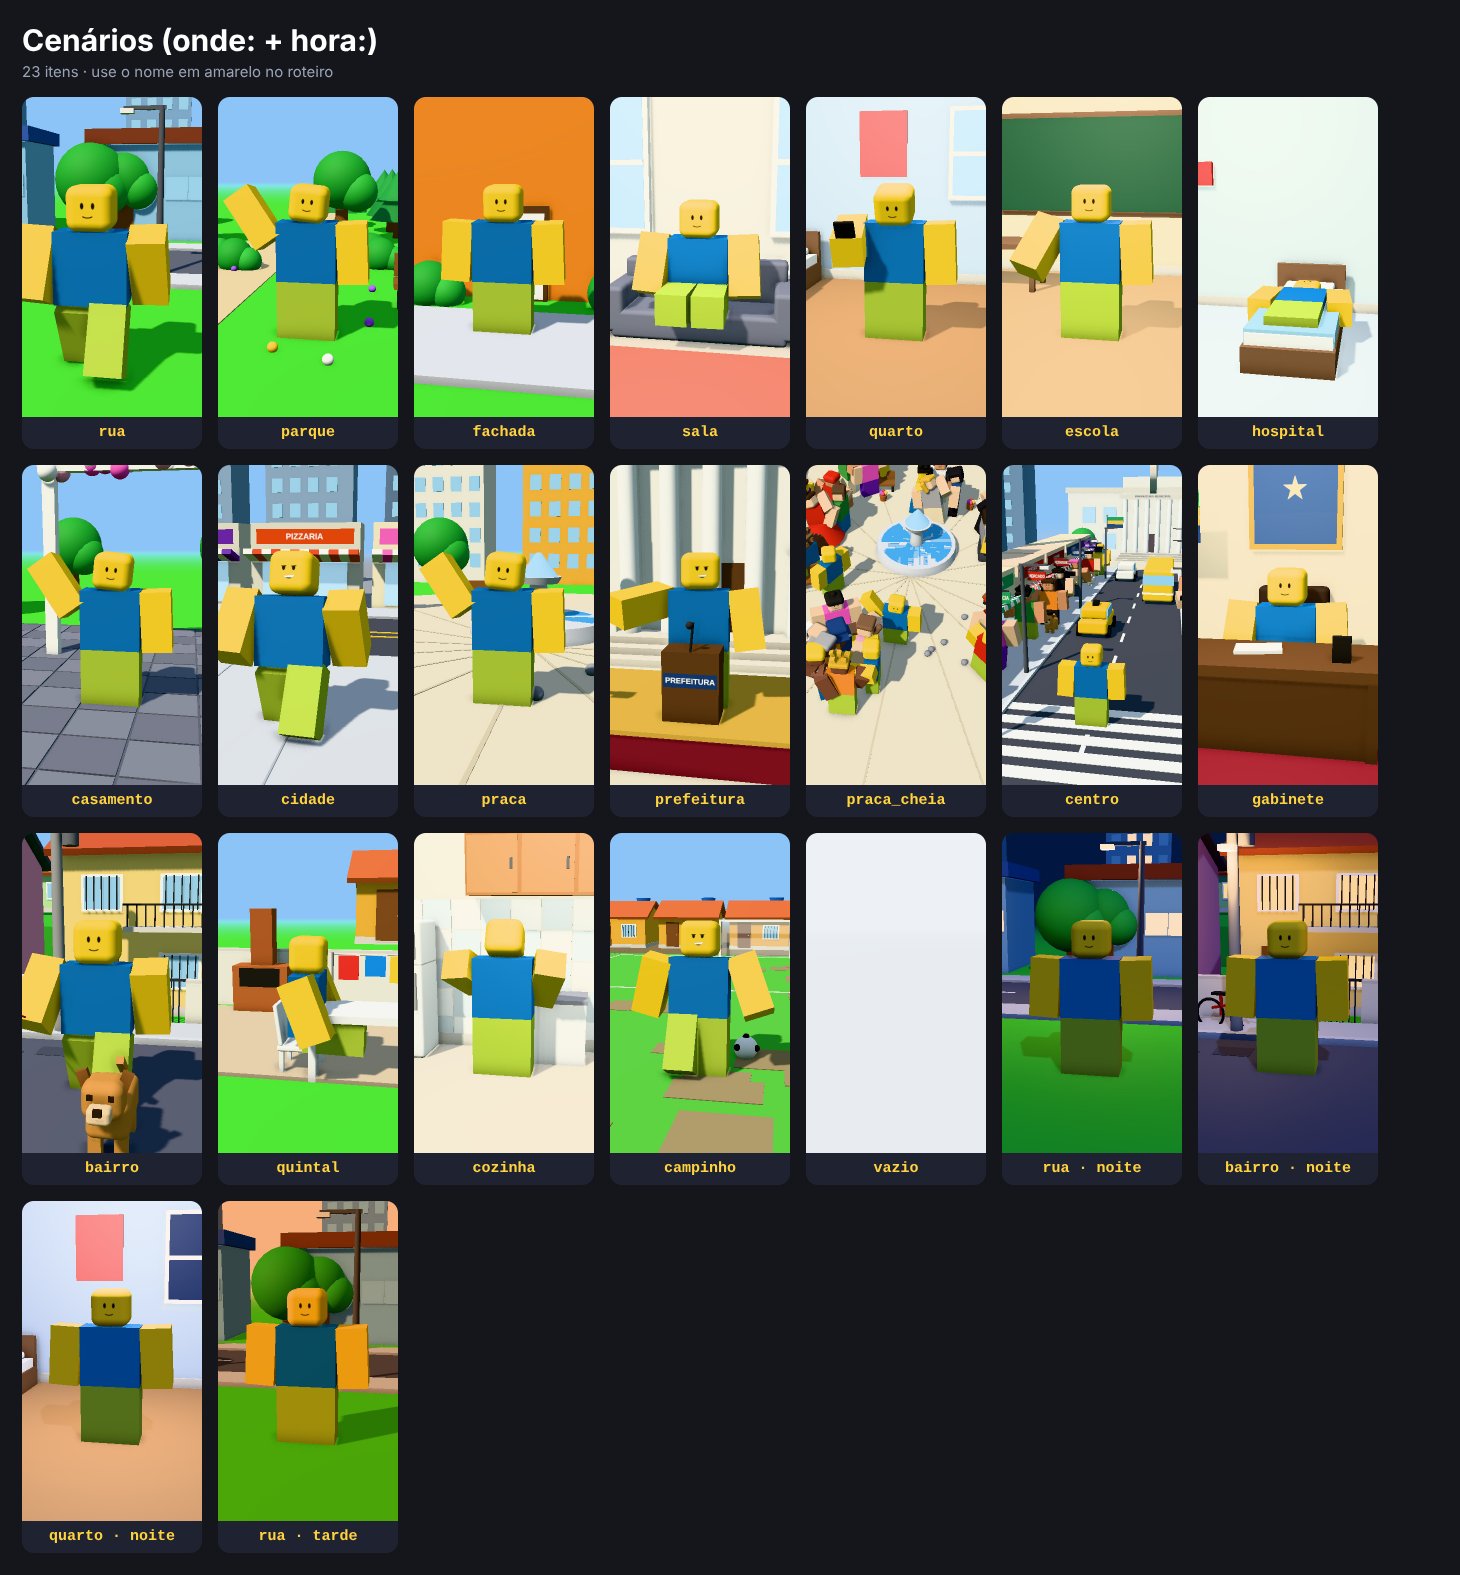 Cenários (onde: + hora:)
23 itens · use o nome em amarelo no roteiro
rua
parque
fachada
sala
quarto
escola
hospital
PIZZARIA
PREFEITURA
casamento
cidade
praca
prefeitura
praca_cheia
centro
gabinete
bairro
quintal
cozinha
campinho
vazio
rua · noite
bairro · noite
quarto · noite
rua · tarde